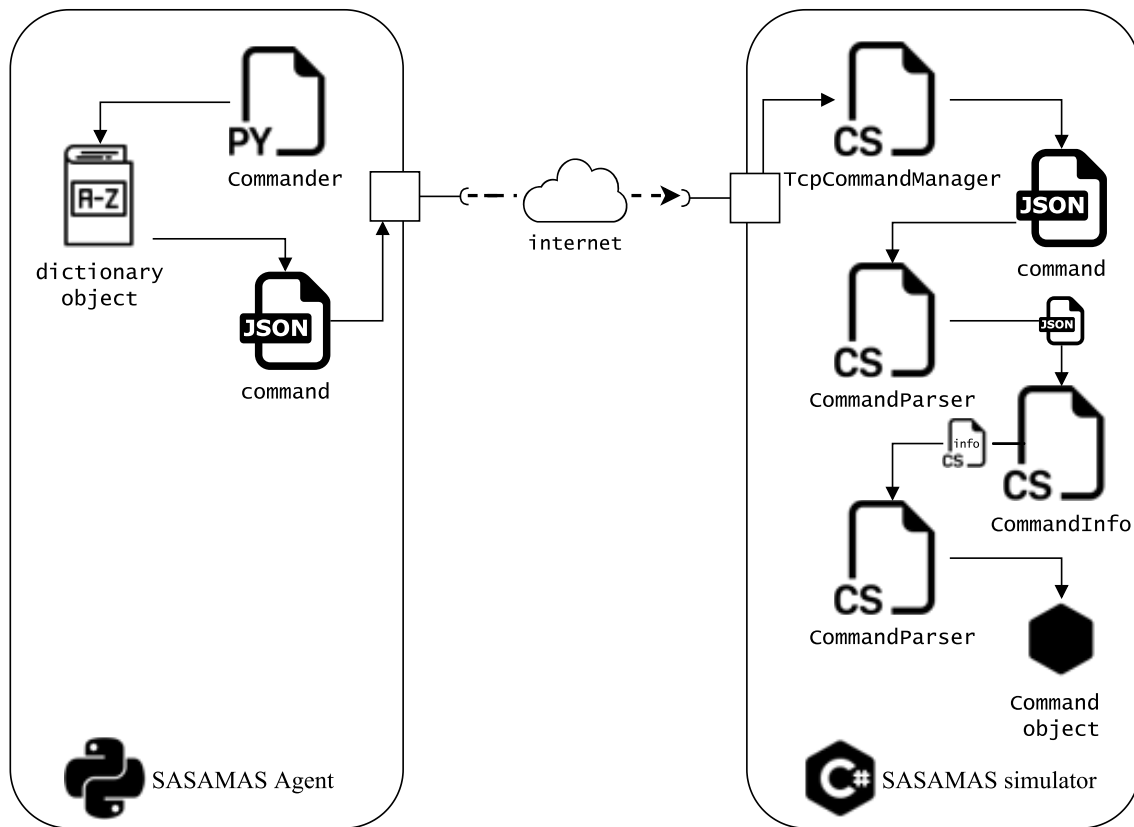 PY
Commander
A-Z
dictionary
object
JSON
command
SASAMAS Agent
internet
CS
TcpCommandManager
JSON
command
CS
CommandParser
JSON
CS
CommandInfo
info
CS
CS
CommandParser
Command
object
C#
SASAMAS simulator